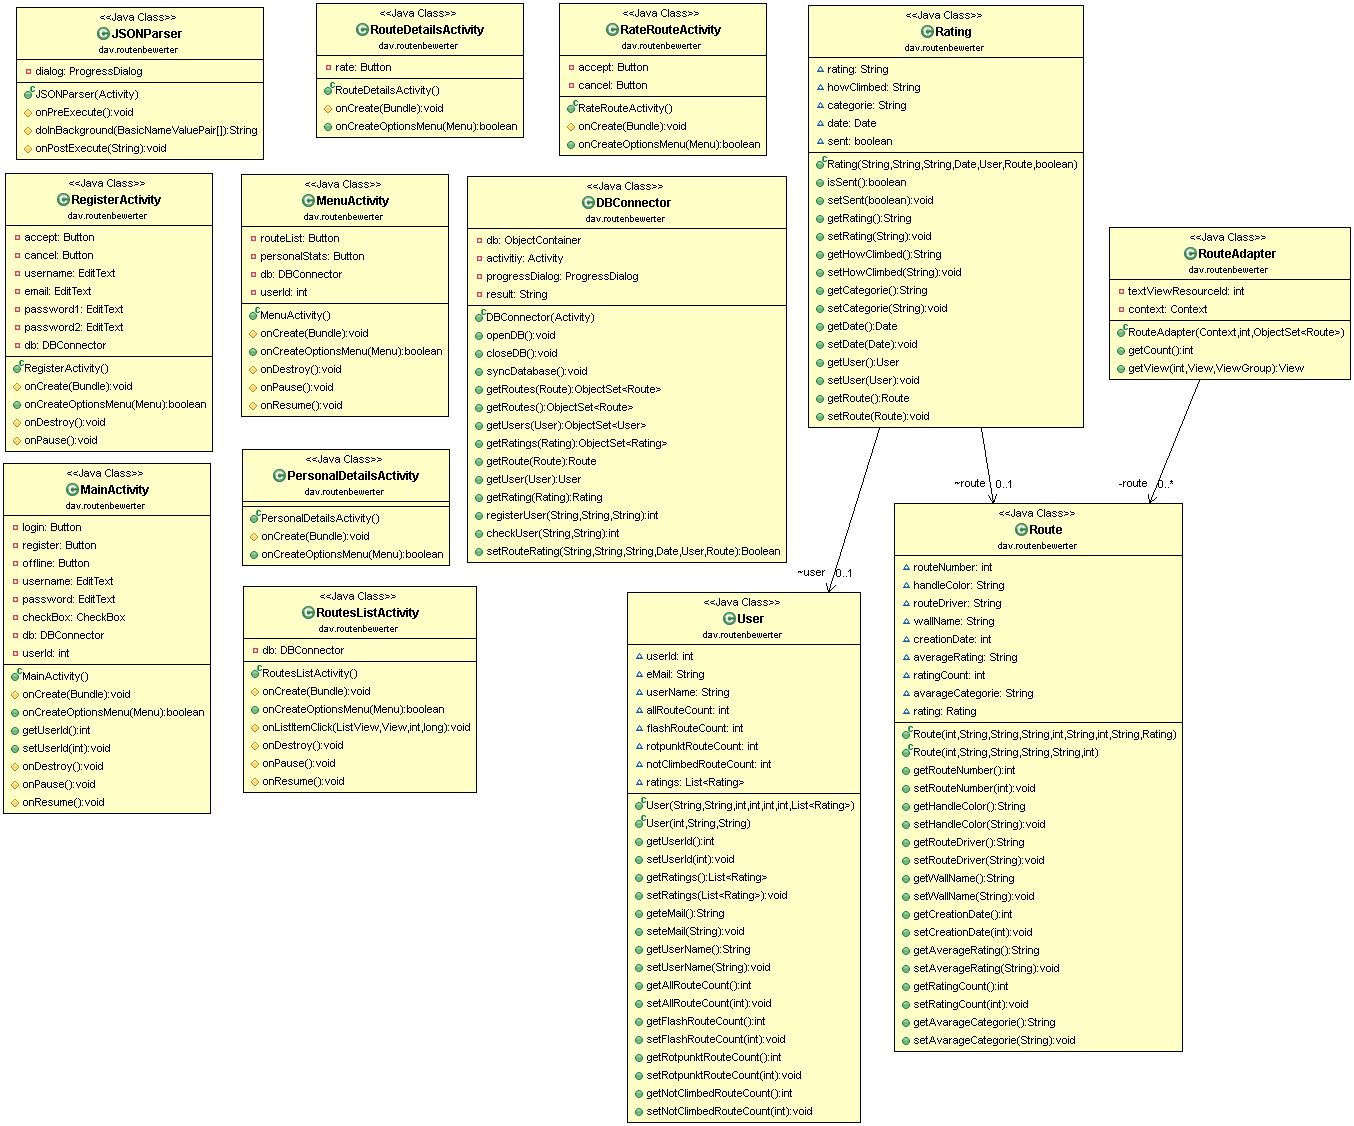 <<Java Class>>
JSONParser
dav.routenbewerter
dialog: ProgressDialog
JSONParser(Activity)
onPreExecute():void
doInBackground(BasicNameValuePair[]):String
onPostExecute(String):void
<<Java Class>>
RouteDetailsActivity
dav.routenbewerter
rate: Button
RouteDetailsActivity()
onCreate(Bundle):void
onCreateOptionsMenu(Menu):boolean
<<Java Class>>
RateRouteActivity
dav.routenbewerter
accept: Button
cancel: Button
RateRouteActivity()
onCreate(Bundle):void
onCreateOptionsMenu(Menu):boolean
<<Java Class>>
Rating
dav.routenbewerter
rating: String
howClimbed: String
categorie: String
date: Date
sent: boolean
Rating(String,String,String,Date,User,Route,boolean)
isSent():boolean
setSent(boolean):void
getRating():String
setRating(String):void
getHowClimbed():String
setHowClimbed(String):void
getCategorie():String
setCategorie(String):void
getDate():Date
setDate(Date):void
getUser():User
setUser(User):void
getRoute():Route
setRoute(Route):void
<<Java Class>>
RegisterActivity
dav.routenbewerter
accept: Button
cancel: Button
username: EditText
email: EditText
password1: EditText
password2: EditText
db: DBConnector
RegisterActivity()
onCreate(Bundle):void
onCreateOptionsMenu(Menu):boolean
onDestroy():void
onPause():void
<<Java Class>>
MenuActivity
dav.routenbewerter
routeList: Button
personalStats: Button
db: DBConnector
userId: int
MenuActivity()
onCreate(Bundle):void
onCreateOptionsMenu(Menu):boolean
onDestroy():void
onPause():void
onResume():void
<<Java Class>>
DBConnector
dav.routenbewerter
db: ObjectContainer
activitiy: Activity
progressDialog: ProgressDialog
result: String
DBConnector(Activity)
openDB():void
closeDB():void
syncDatabase():void
getRoutes(Route):ObjectSet<Route>
getRoutes():ObjectSet<Route>
getUsers(User):ObjectSet<User>
getRatings(Rating):ObjectSet<Rating>
getRoute(Route):Route
getUser(User):User
getRating(Rating):Rating
registerUser(String,String,String):int
checkUser(String,String):int
setRouteRating(String,String,String,Date,User,Route):Boolean
<<Java Class>>
RouteAdapter
dav.routenbewerter
textViewResourceId: int
context: Context
RouteAdapter(Context,int,ObjectSet<Route>)
getCount():int
getView(int,View,ViewGroup):View
<<Java Class>>
MainActivity
dav.routenbewerter
login: Button
register: Button
offline: Button
username: EditText
password: EditText
checkBox: CheckBox
db: DBConnector
userId: int
MainActivity()
onCreate(Bundle):void
onCreateOptionsMenu(Menu):boolean
getUserId():int
setUserId(int):void
onDestroy():void
onPause():void
onResume():void
<<Java Class>>
PersonalDetailsActivity
dav.routenbewerter
PersonalDetailsActivity()
onCreate(Bundle):void
onCreateOptionsMenu(Menu):boolean
<<Java Class>>
RoutesListActivity
dav.routenbewerter
db: DBConnector
RoutesListActivity()
onCreate(Bundle):void
onCreateOptionsMenu(Menu):boolean
onListItemClick(ListView,View,int,long):void
onDestroy():void
onPause():void
onResume():void
~route 0..1
-route 0..*
~user 0..1
<<Java Class>>
User
dav.routenbewerter
userId: int
eMail: String
userName: String
allRouteCount: int
flashRouteCount: int
rotpunktRouteCount: int
notClimbedRouteCount: int
ratings: List<Rating>
User(String,String,int,int,int,int,List<Rating>)
User(int,String,String)
getUserId():int
setUserId(int):void
getRatings():List<Rating>
setRatings(List<Rating>):void
geteMail():String
seteMail(String):void
getUserName():String
setUserName(String):void
getAllRouteCount():int
setAllRouteCount(int):void
getFlashRouteCount():int
setFlashRouteCount(int):void
getRotpunktRouteCount():int
setRotpunktRouteCount(int):void
getNotClimbedRouteCount():int
setNotClimbedRouteCount(int):void
<<Java Class>>
Route
dav.routenbewerter
routeNumber: int
handleColor: String
routeDriver: String
wallName: String
creationDate: int
averageRating: String
ratingCount: int
avarageCategorie: String
rating: Rating
Route(int,String,String,String,int,String,int,String,Rating)
Route(int,String,String,String,String,int)
getRouteNumber():int
setRouteNumber(int):void
getHandleColor():String
setHandleColor(String):void
getRouteDriver():String
setRouteDriver(String):void
getWallName():String
setWallName(String):void
getCreationDate():int
setCreationDate(int):void
getAverageRating():String
setAverageRating(String):void
getRatingCount():int
setRatingCount(int):void
getAvarageCategorie():String
setAvarageCategorie(String):void